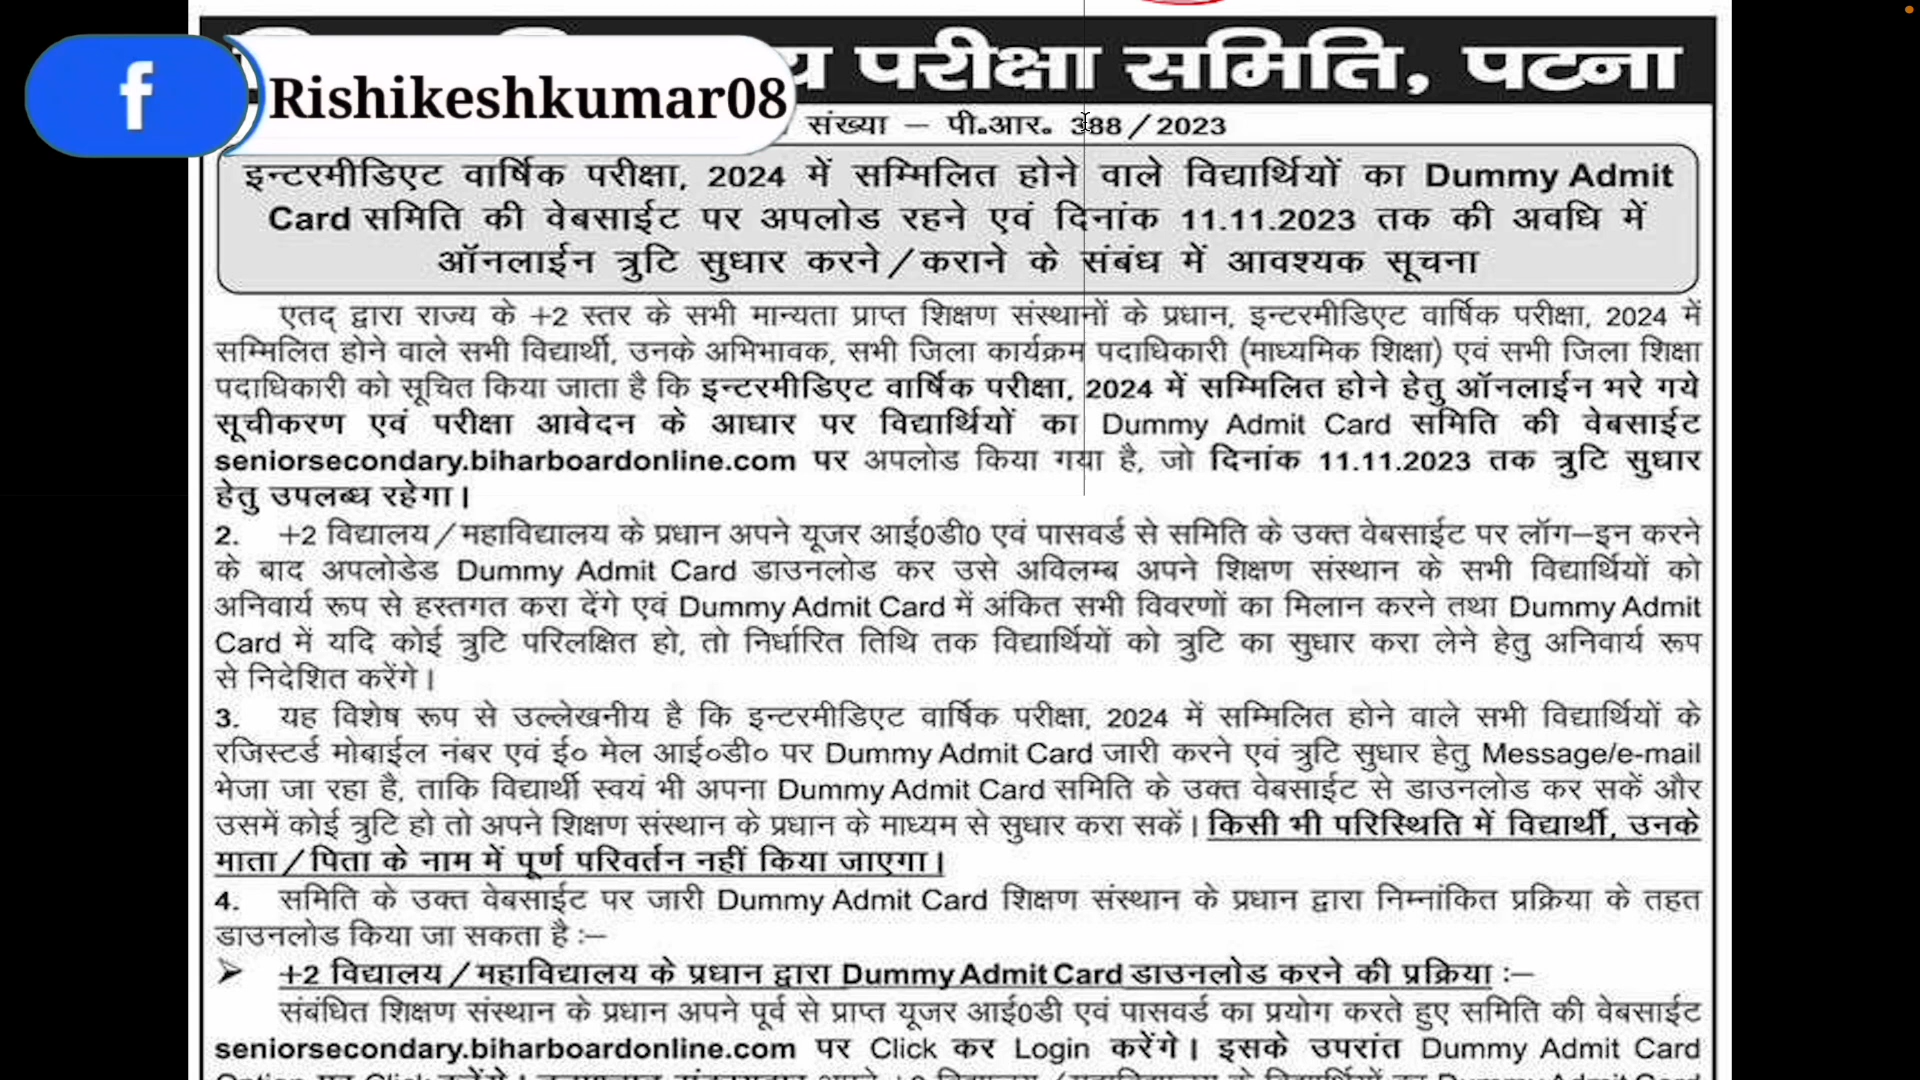 य परीक्षा समिति, पटना
f Rishikeshkumar08
संख्या – पी॰आर॰ 388/2023
इन्टरमीडिएट वार्षिक परीक्षा, 2024 में सम्मिलित होने वाले विद्यार्थियों का Dummy Admit
Card समिति की वेबसाईट पर अपलोड रहने एवं दिनांक 11.11.2023 तक की अवधि में
ऑनलाईन त्रुटि सुधार करने/कराने के संबंध में आवश्यक सूचना
एतद् द्वारा राज्य के +2 स्तर के सभी मान्यता प्राप्त शिक्षण संस्थानों के प्रधान, इन्टरमीडिएट वार्षिक परीक्षा, 2024 में
सम्मिलित होने वाले सभी विद्यार्थी, उनके अभिभावक, सभी जिला कार्यक्रम पदाधिकारी (माध्यमिक शिक्षा) एवं सभी जिला शिक्षा
पदाधिकारी को सूचित किया जाता है कि इन्टरमीडिएट वार्षिक परीक्षा, 2024 में सम्मिलित होने हेतु ऑनलाईन भरे गये
सूचीकरण एवं परीक्षा आवेदन के आधार पर विद्यार्थियों का Dummy Admit Card समिति की वेबसाईट
seniorsecondary.biharboardonline.com पर अपलोड किया गया है, जो दिनांक 11.11.2023 तक त्रुटि सुधार
हेतु उपलब्ध रहेगा।
2. +2 विद्यालय/महाविद्यालय के प्रधान अपने यूजर आई0डी0 एवं पासवर्ड से समिति के उक्त वेबसाईट पर लॉग–इन करने
के बाद अपलोडेड Dummy Admit Card डाउनलोड कर उसे अविलम्ब अपने शिक्षण संस्थान के सभी विद्यार्थियों को
अनिवार्य रूप से हस्तगत करा देंगे एवं Dummy Admit Card में अंकित सभी विवरणों का मिलान करने तथा Dummy Admit
Card में यदि कोई त्रुटि परिलक्षित हो, तो निर्धारित तिथि तक विद्यार्थियों को त्रुटि का सुधार करा लेने हेतु अनिवार्य रूप
से निदेशित करेंगे।
3. यह विशेष रूप से उल्लेखनीय है कि इन्टरमीडिएट वार्षिक परीक्षा, 2024 में सम्मिलित होने वाले सभी विद्यार्थियों के
रजिस्टर्ड मोबाईल नंबर एवं ई० मेल आई०डी० पर Dummy Admit Card जारी करने एवं त्रुटि सुधार हेतु Message/e-mail
भेजा जा रहा है, ताकि विद्यार्थी स्वयं भी अपना Dummy Admit Card समिति के उक्त वेबसाईट से डाउनलोड कर सकें और
उसमें कोई त्रुटि हो तो अपने शिक्षण संस्थान के प्रधान के माध्यम से सुधार करा सकें। किसी भी परिस्थिति में विद्यार्थी, उनके
माता/पिता के नाम में पूर्ण परिवर्तन नहीं किया जाएगा।
4. समिति के उक्त वेबसाईट पर जारी Dummy Admit Card शिक्षण संस्थान के प्रधान द्वारा निम्नांकित प्रक्रिया के तहत
डाउनलोड किया जा सकता है :–
➢ +2 विद्यालय/महाविद्यालय के प्रधान द्वारा Dummy Admit Card डाउनलोड करने की प्रक्रिया :–
संबंधित शिक्षण संस्थान के प्रधान अपने पूर्व से प्राप्त यूजर आई0डी एवं पासवर्ड का प्रयोग करते हुए समिति की वेबसाईट
seniorsecondary.biharboardonline.com पर Click कर Login करेंगे। इसके उपरांत Dummy Admit Card